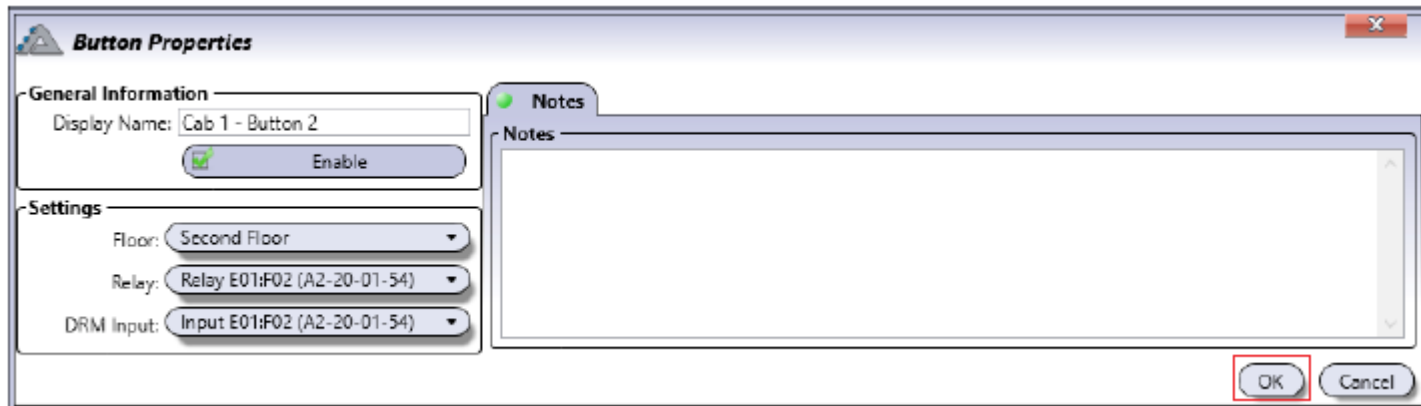 Button Properties
General Information
Display Name: Cab 1 - Button 2
Enable
Settings
Floor: Second Floor
Relay: Relay E01:F02 (A2-20-01-54)
DRM Input: Input E01:F02 (A2-20-01-54)
Notes
Notes
OK Cancel